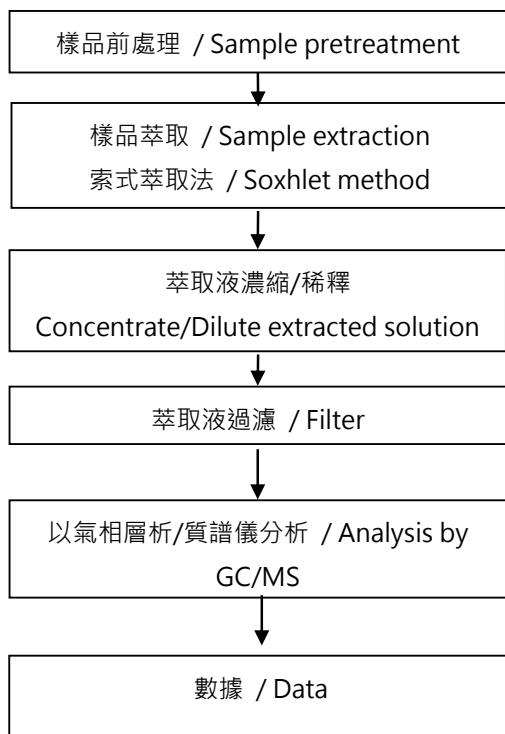 樣品前處理 / Sample pretreatment
樣品萃取 / Sample extraction
索式萃取法 / Soxhlet method
萃取液濃縮/稀釋
Concentrate/Dilute extracted solution
萃取液過濾 / Filter
以氣相層析/質譜儀分析 / Analysis by
GC/MS
數據 / Data